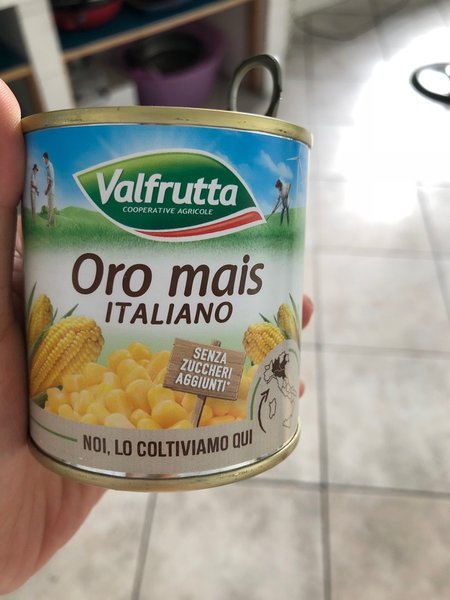 Valfrutta
COOPERATIVE AGRICOLE
Oro mais
ITALIANO
SENZA
ZUCCHERI
AGGIUNTI*
NOI, LO COLTIVIAMO QUI